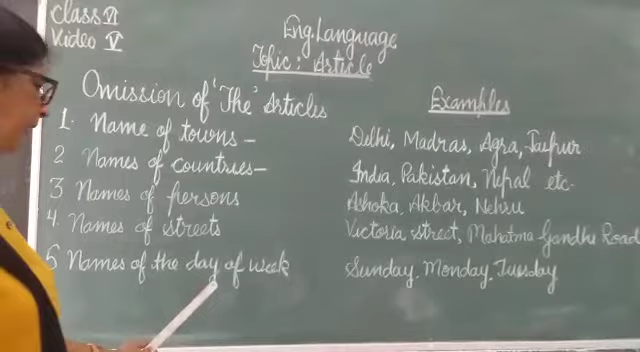 Class VI
Video V
Eng. Language
Topic: Article
Omission of 'The' Articles
Examples
1. Name of towns - Delhi, Madras, Agra, Jaipur
2 Names of countries - India, Pakistan, Nepal etc.
3 Names of persons Ashoka, Akbar, Nehru
4. Names of streets Victoria street, Mahatma Gandhi Road
5 Names of the day of week Sunday, Monday, Tuesday